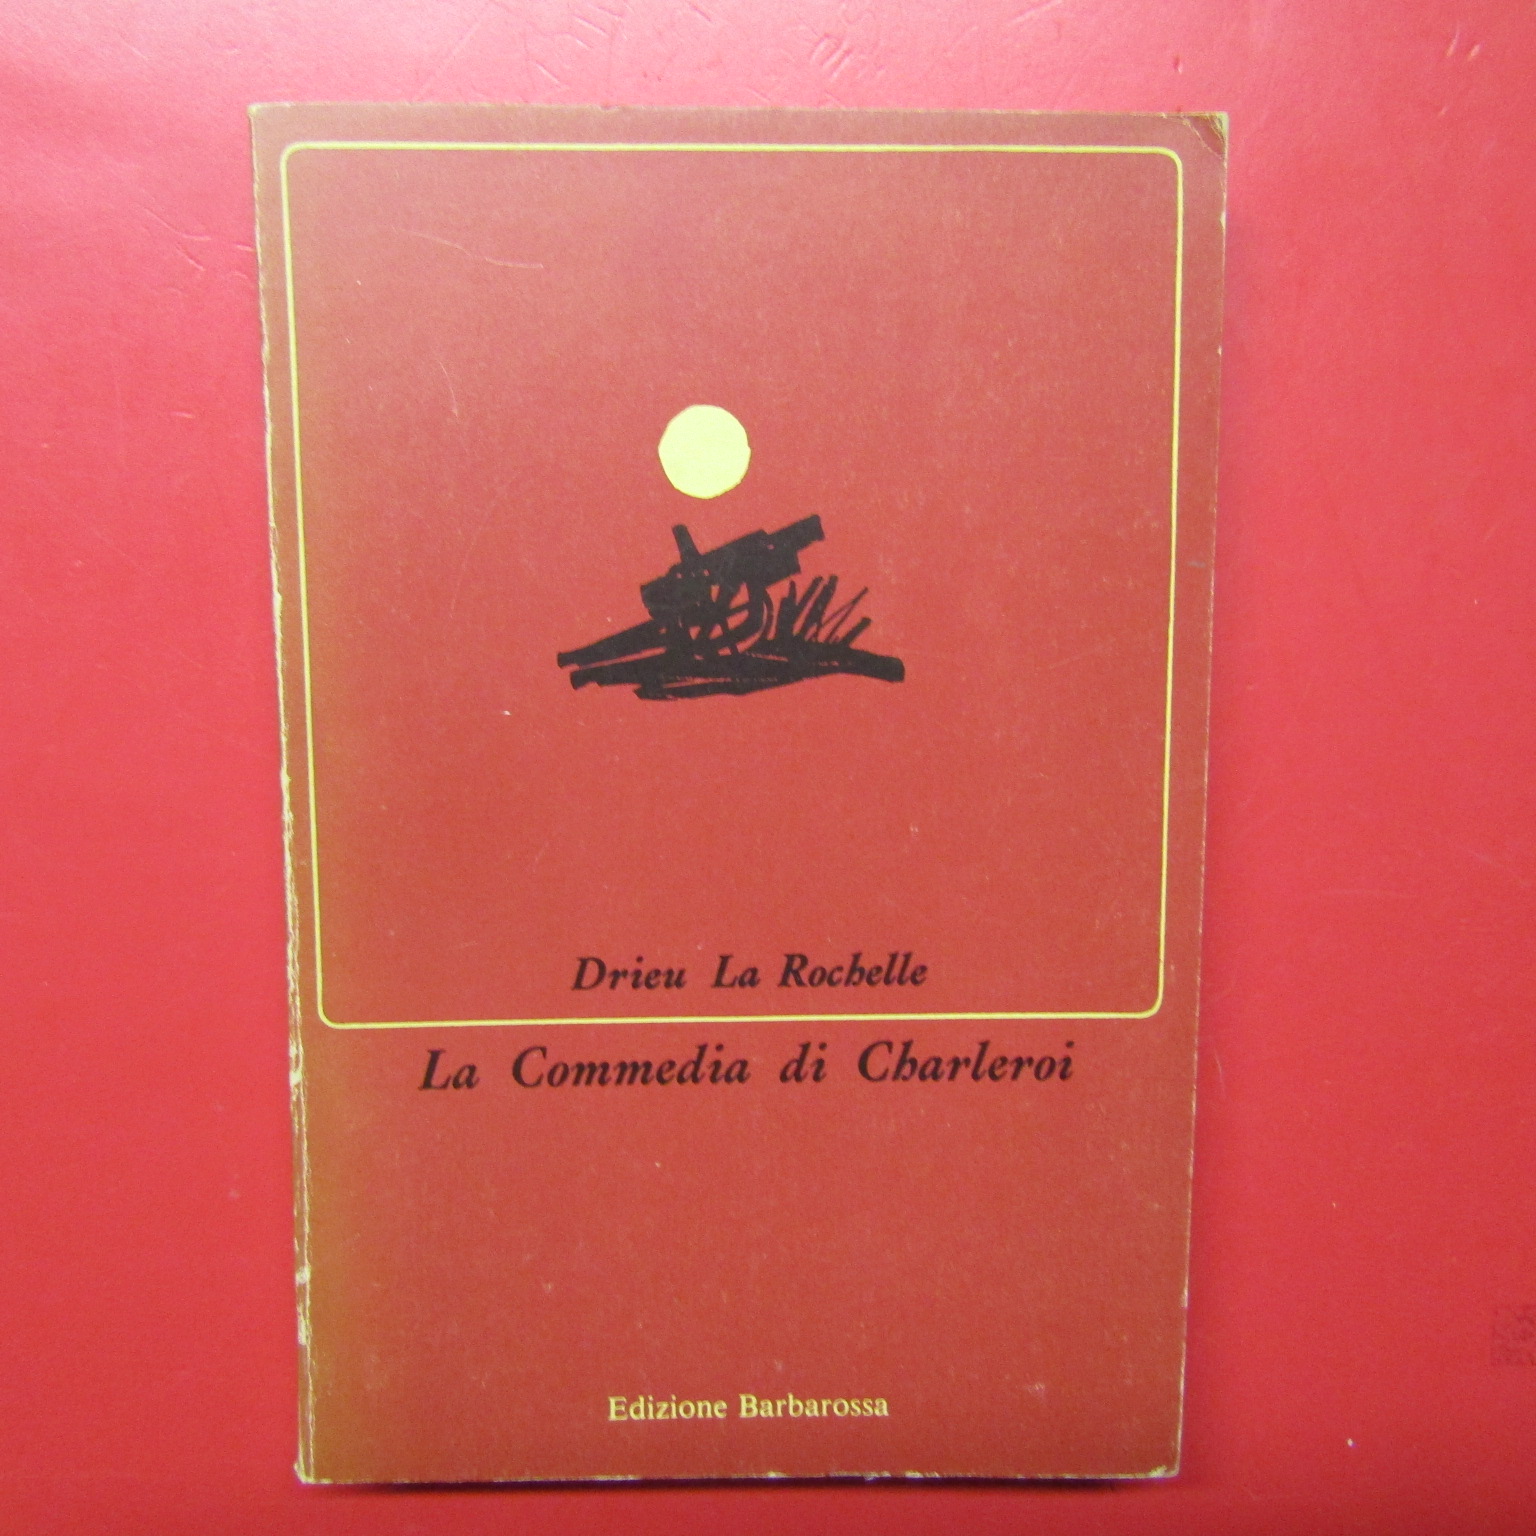 Drieu La Rochelle
La Commedia di Charleroi
Edizione Barbarossa